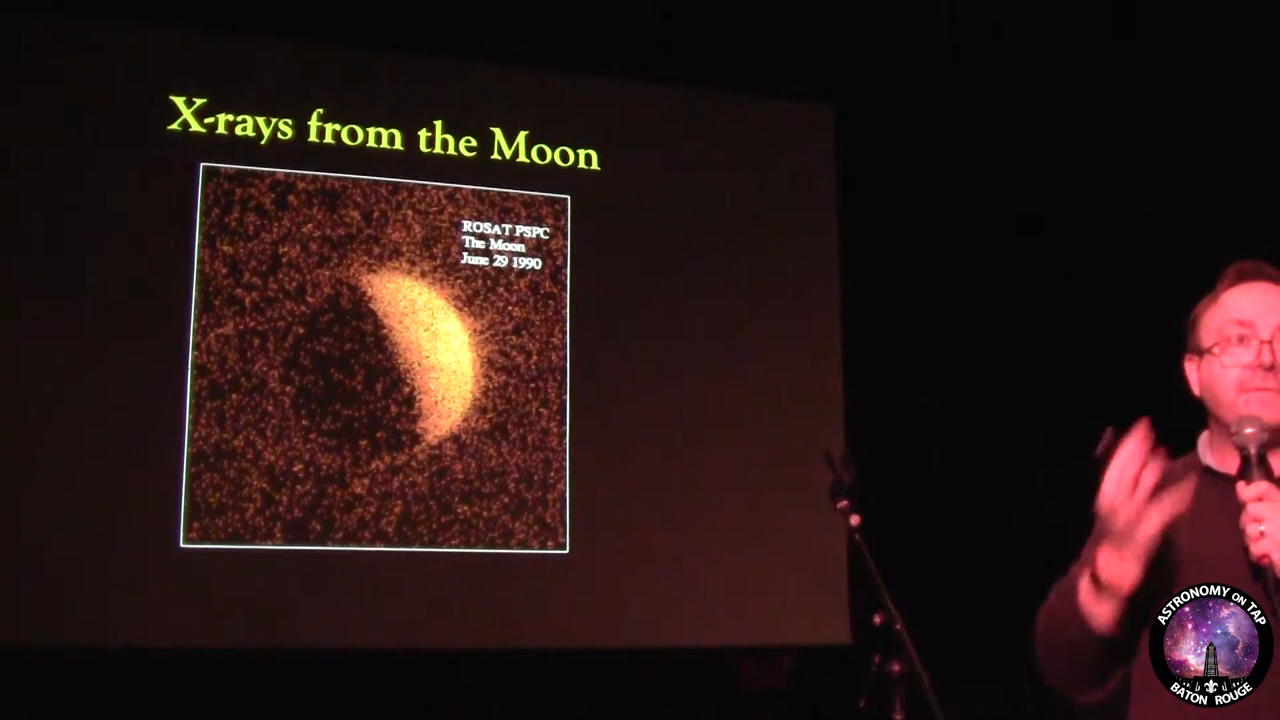 X-rays from the Moon
ROSAT PSPC
The Moon
June 29 1990
ASTRONOMY ON TAP
BATON ROUGE